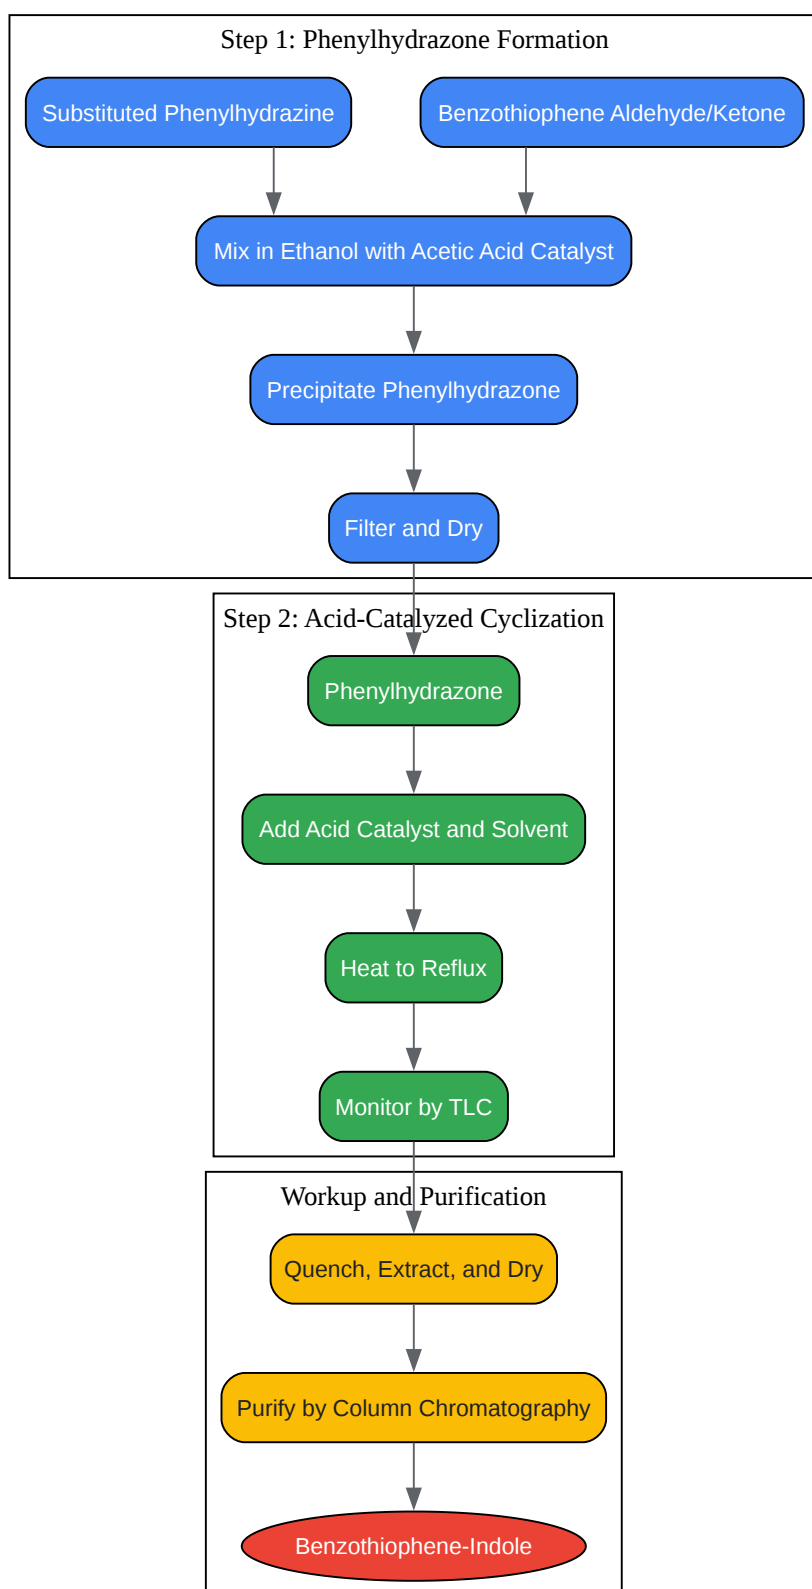 Step 1: Phenylhydrazone Formation
Substituted Phenylhydrazine
Benzothiophene Aldehyde/Ketone
Mix in Ethanol with Acetic Acid Catalyst
Precipitate Phenylhydrazone
Filter and Dry
Step 2: Acid-Catalyzed Cyclization
Phenylhydrazone
Add Acid Catalyst and Solvent
Heat to Reflux
Monitor by TLC
Workup and Purification
Quench, Extract, and Dry
Purify by Column Chromatography
Benzothiophene-Indole